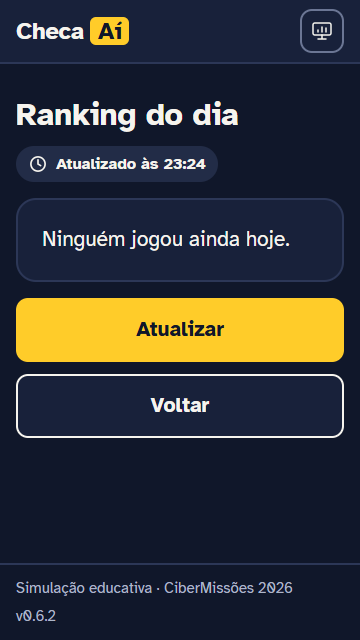 Checa Aí
Ranking do dia
Atualizado às 23:24
Ninguém jogou ainda hoje.
Atualizar
Voltar
Simulação educativa · CiberMissões 2026
v0.6.2